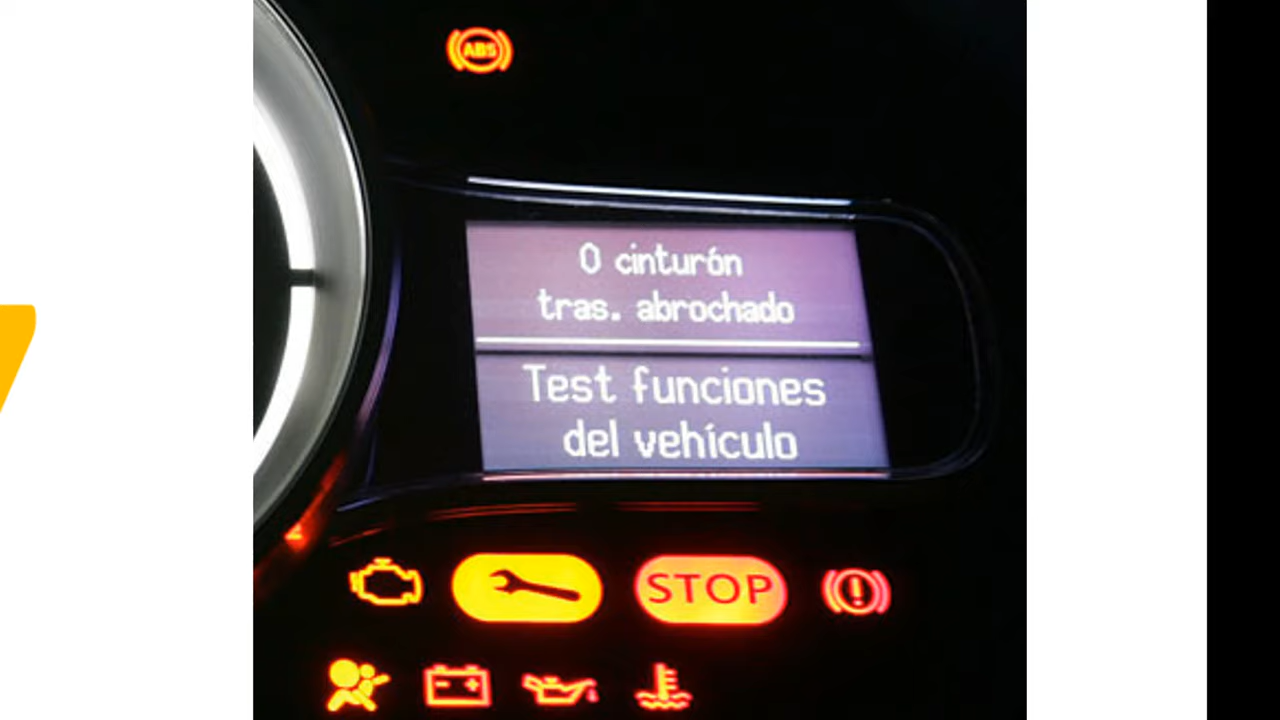 ABS
0 cinturón
tras. abrochado
Test funciones
del vehículo
STOP